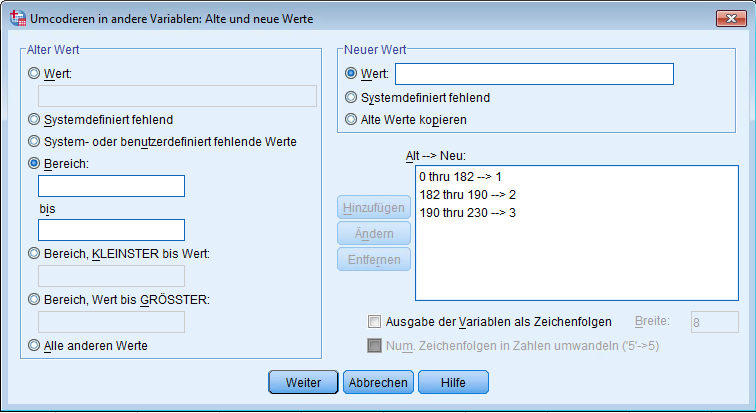 Umcodieren in andere Variablen: Alte und neue Werte
Alter Wert
Wert:
Systemdefiniert fehlend
System- oder benutzerdefiniert fehlende Werte
Bereich:
bis
Bereich, KLEINSTER bis Wert:
Bereich, Wert bis GRÖSSTER:
Alle anderen Werte
Neuer Wert
Wert:
Systemdefiniert fehlend
Alte Werte kopieren
Alt --> Neu:
Hinzufügen
Ändern
Entfernen
0 thru 182 --> 1
182 thru 190 --> 2
190 thru 230 --> 3
Ausgabe der Variablen als Zeichenfolgen Breite: 8
Num. Zeichenfolgen in Zahlen umwandeln ('5'->5)
Weiter Abbrechen Hilfe